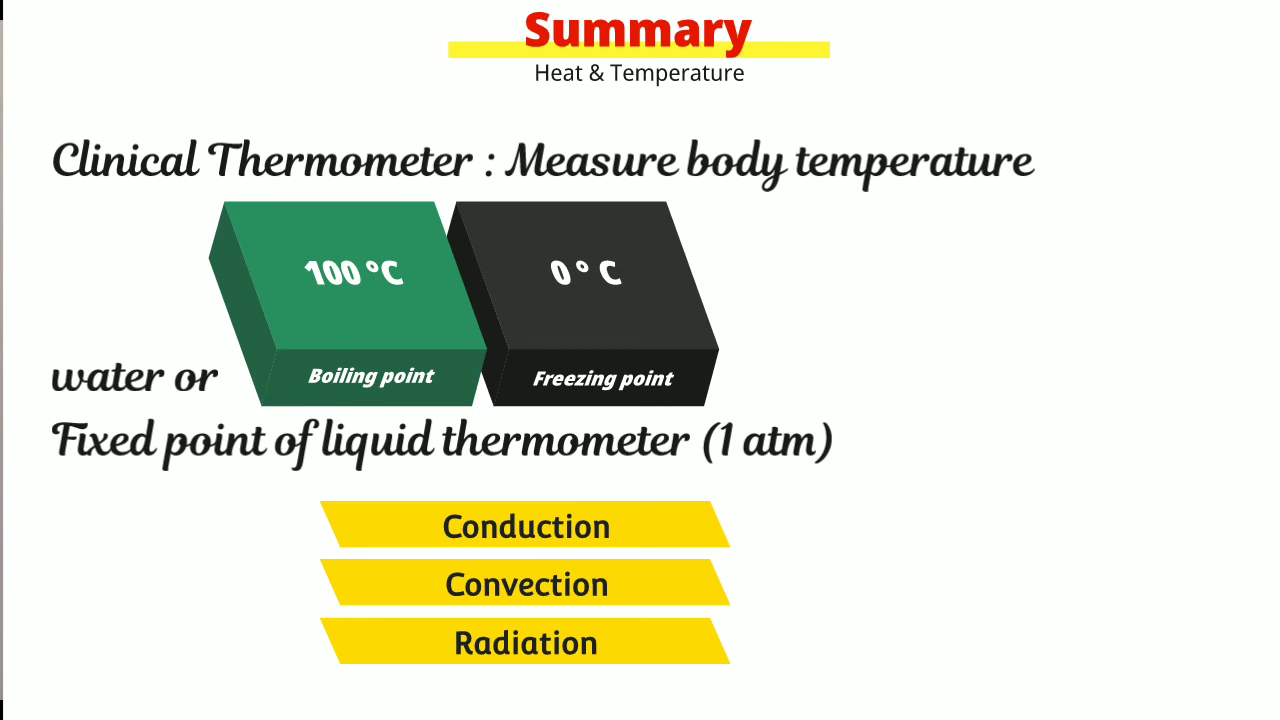 Summary
Heat & Temperature
Clinical Thermometer : Measure body temperature
100 °C
0 ° C
water or
Boiling point
Freezing point
Fixed point of liquid thermometer (1 atm)
Conduction
Convection
Radiation